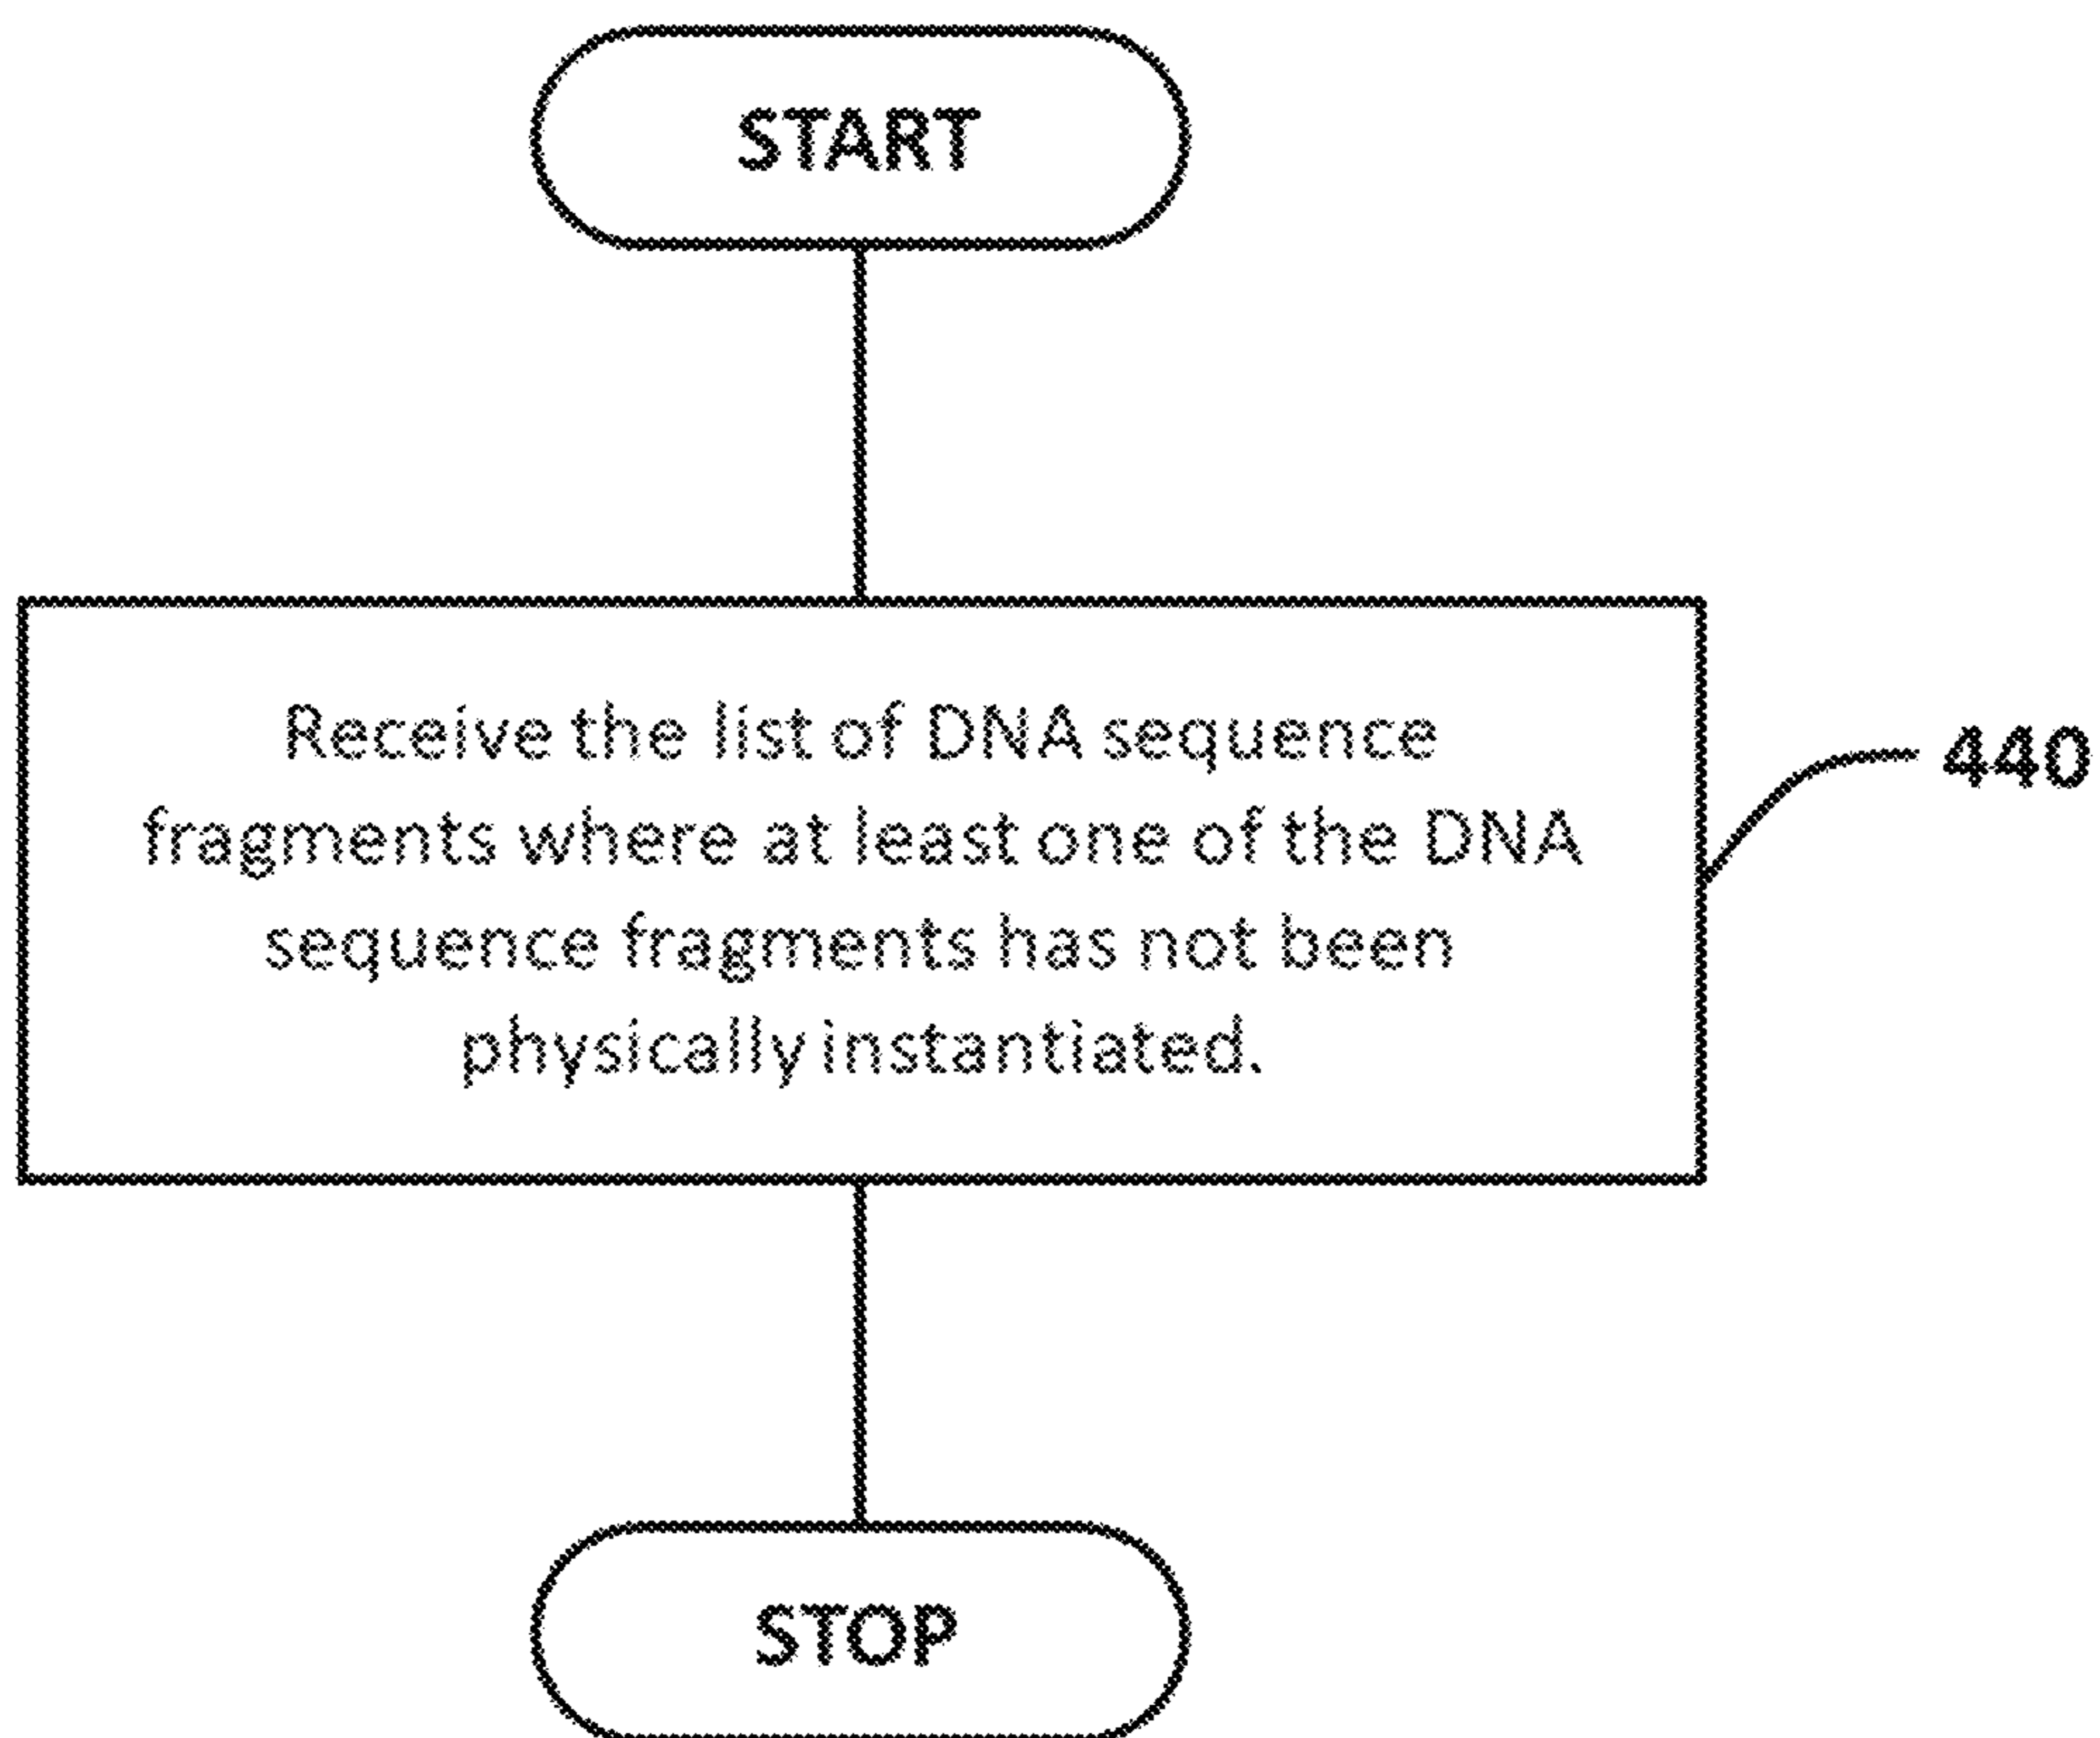 START
Receive the list of DNA sequence
fragments where at least one of the DNA
sequence fragments has not been
physically instantiated.
440
STOP